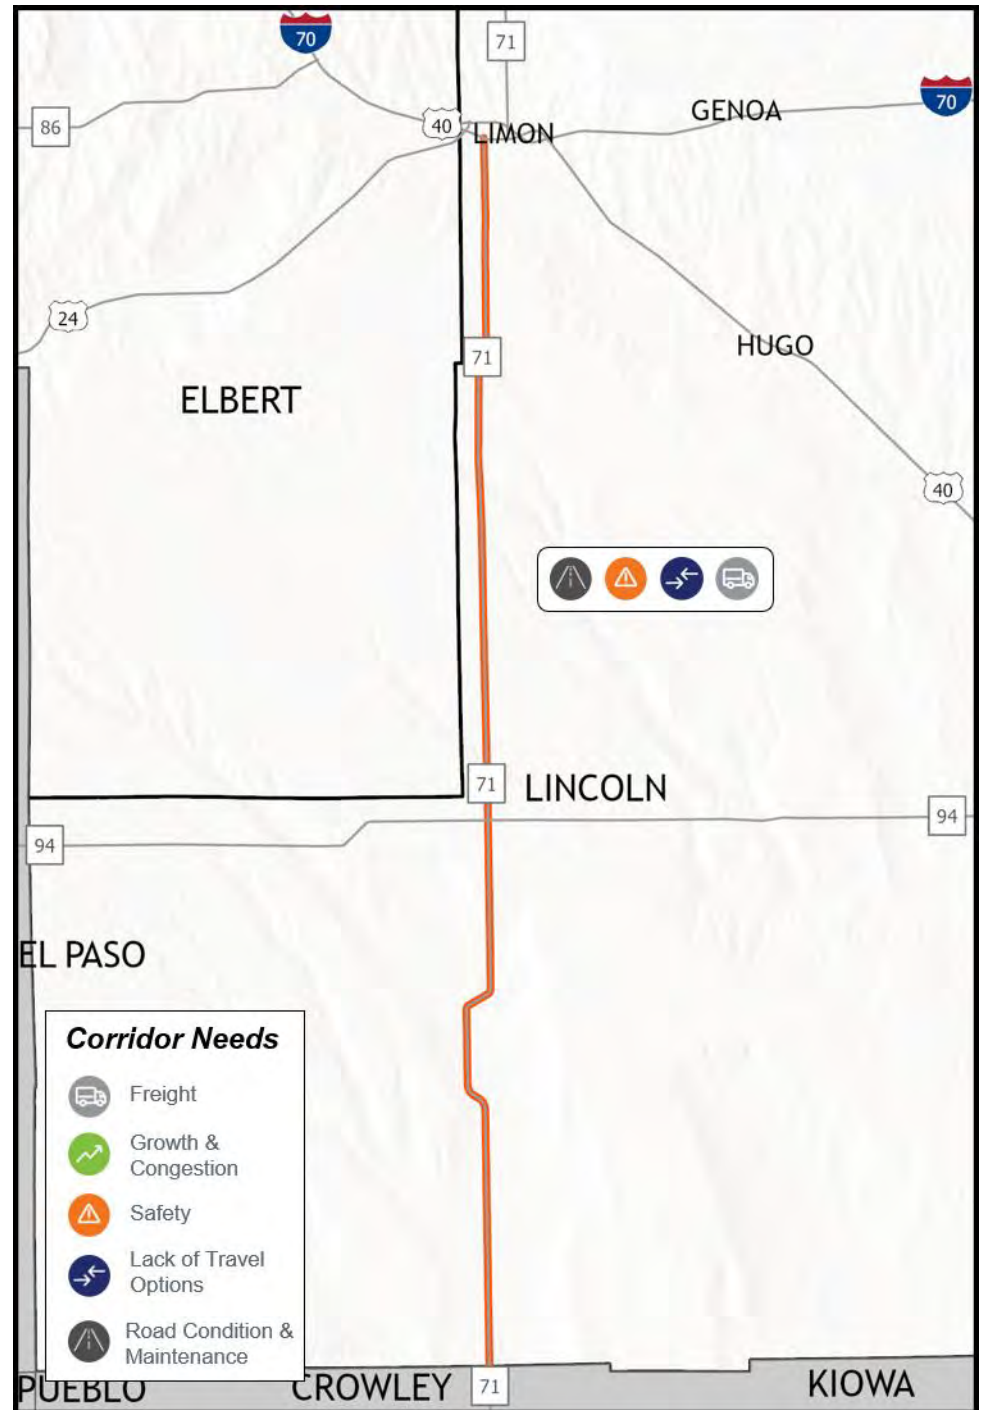 70
71
70
86
40
GENOA
LIMON
24
71
HUGO
ELBERT
40
71
LINCOLN
94
94
EL PASO
Corridor Needs
Freight
Growth &
Congestion
Safety
Lack of Travel
Options
Road Condition &
Maintenance
PUEBLO
CROWLEY
71
KIOWA